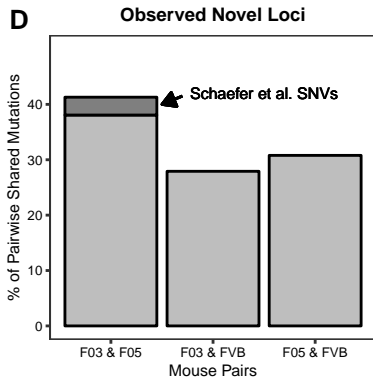 D
Observed Novel Loci
Schaefer et al. SNVs
% of Pairwise Shared Mutations
40
30
20
10
0
F03 & F05
F03 & FVB
F05 & FVB
Mouse Pairs